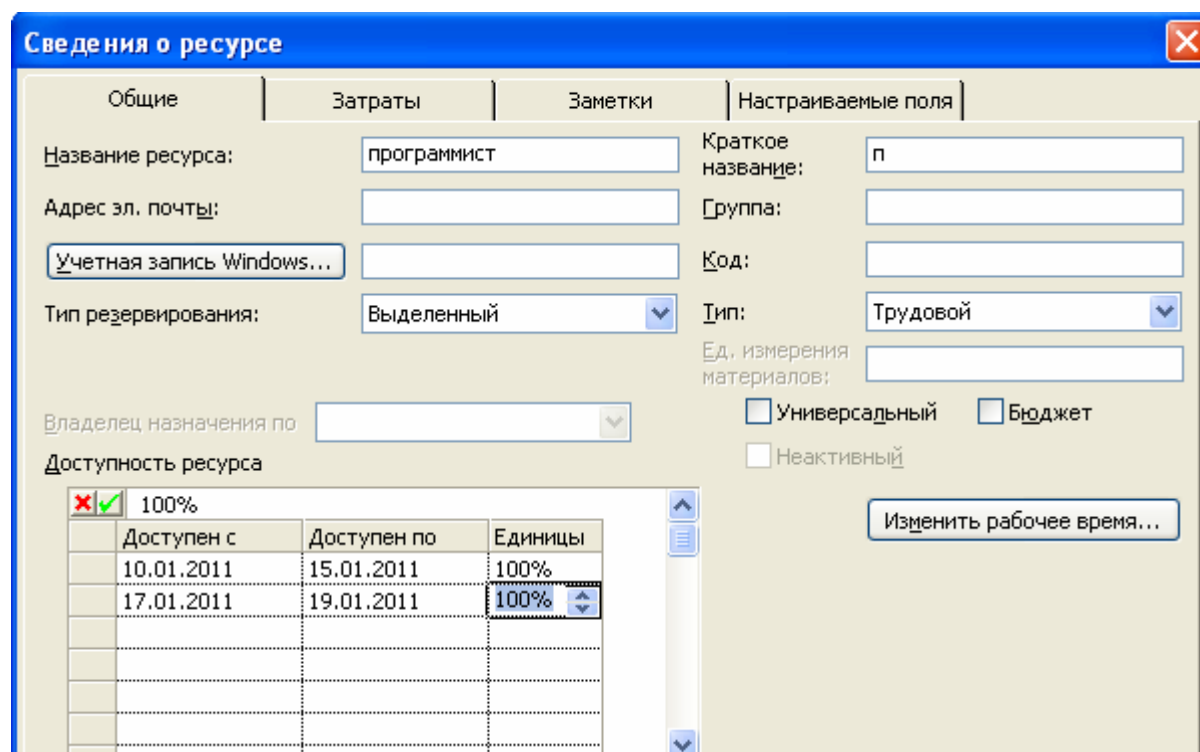 Сведения о ресурсе
Общие Затраты Заметки Настраиваемые поля
Название ресурса: программист Краткое название: п
Адрес эл. почты: Группа:
Учетная запись Windows... Код:
Тип резервирования: Выделенный Тип: Трудовой
Ед. измерения материалов:
Универсальный Бюджет
Владелец назначения по
Неактивный
Доступность ресурса
100%
Изменить рабочее время...
Доступен с Доступен по Единицы
10.01.2011 15.01.2011 100%
17.01.2011 19.01.2011 100%